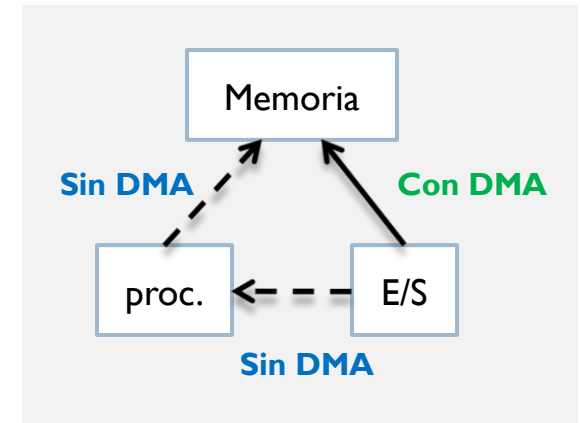 Memoria
Sin DMA
Con DMA
proc.
E/S
Sin DMA